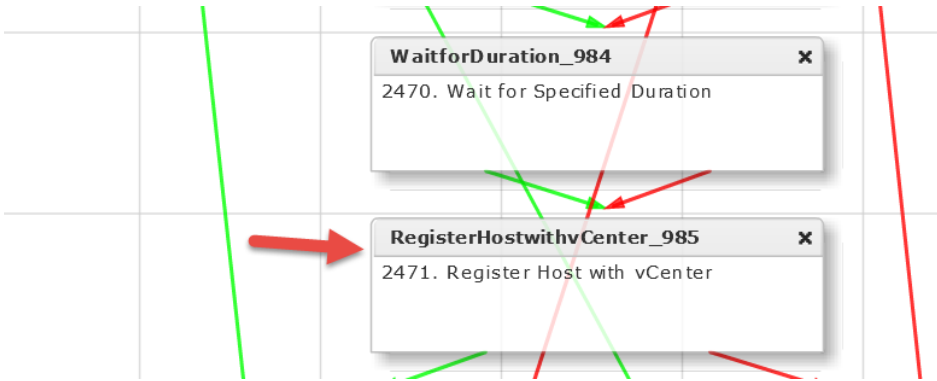 WaitforDuration_984
2470. Wait for Specified Duration
RegisterHostwithvCenter_985
2471. Register Host with vCenter